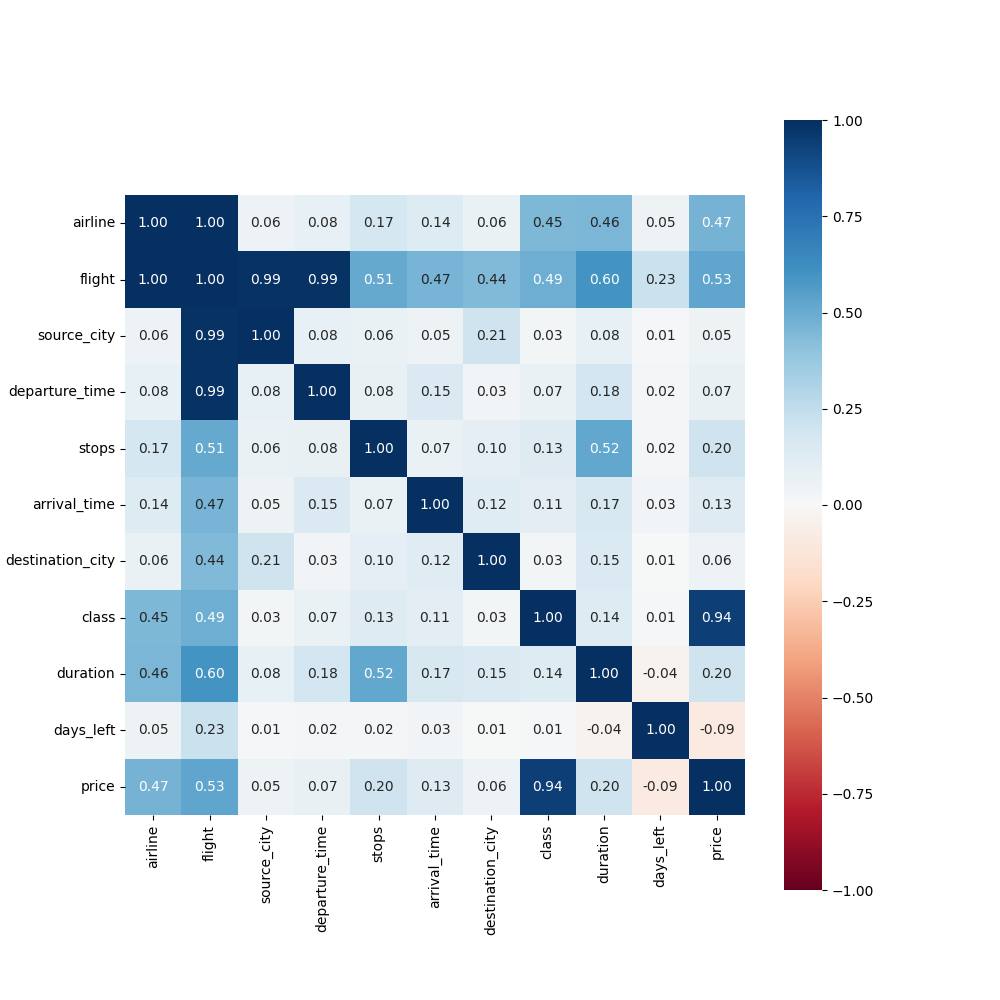 1.00
airline 1.00 1.00 0.06 0.08 0.17 0.14 0.06 0.45 0.46 0.05 0.47
0.75
flight 1.00 1.00 0.99 0.99 0.51 0.47 0.44 0.49 0.60 0.23 0.53
source_city 0.06 0.99 1.00 0.08 0.06 0.05 0.21 0.03 0.08 0.01 0.05
0.50
departure_time 0.08 0.99 0.08 1.00 0.08 0.15 0.03 0.07 0.18 0.02 0.07
0.25
stops 0.17 0.51 0.06 0.08 1.00 0.07 0.10 0.13 0.52 0.02 0.20
arrival_time 0.14 0.47 0.05 0.15 0.07 1.00 0.12 0.11 0.17 0.03 0.13
0.00
destination_city 0.06 0.44 0.21 0.03 0.10 0.12 1.00 0.03 0.15 0.01 0.06
−0.25
class 0.45 0.49 0.03 0.07 0.13 0.11 0.03 1.00 0.14 0.01 0.94
duration 0.46 0.60 0.08 0.18 0.52 0.17 0.15 0.14 1.00 -0.04 0.20
−0.50
days_left 0.05 0.23 0.01 0.02 0.02 0.03 0.01 0.01 -0.04 1.00 -0.09
price 0.47 0.53 0.05 0.07 0.20 0.13 0.06 0.94 0.20 -0.09 1.00
−0.75
−1.00
airline
flight
source_city
departure_time
stops
arrival_time
destination_city
class
duration
days_left
price